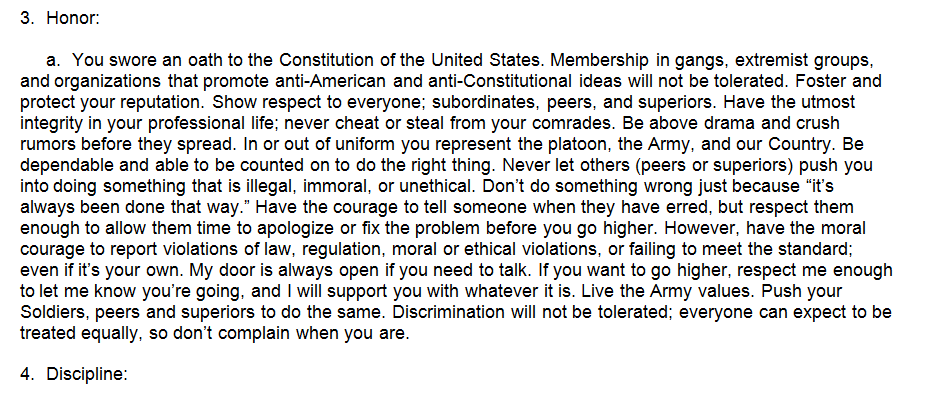 3.  Honor:
a.  You swore an oath to the Constitution of the United States. Membership in gangs, extremist groups,
and organizations that promote anti-American and anti-Constitutional ideas will not be tolerated. Foster and
protect your reputation. Show respect to everyone; subordinates, peers, and superiors. Have the utmost
integrity in your professional life; never cheat or steal from your comrades. Be above drama and crush
rumors before they spread. In or out of uniform you represent the platoon, the Army, and our Country. Be
dependable and able to be counted on to do the right thing. Never let others (peers or superiors) push you
into doing something that is illegal, immoral, or unethical. Don’t do something wrong just because “it’s
always been done that way.” Have the courage to tell someone when they have erred, but respect them
enough to allow them time to apologize or fix the problem before you go higher. However, have the moral
courage to report violations of law, regulation, moral or ethical violations, or failing to meet the standard;
even if it’s your own. My door is always open if you need to talk. If you want to go higher, respect me enough
to let me know you’re going, and I will support you with whatever it is. Live the Army values. Push your
Soldiers, peers and superiors to do the same. Discrimination will not be tolerated; everyone can expect to be
treated equally, so don’t complain when you are.
4.  Discipline: